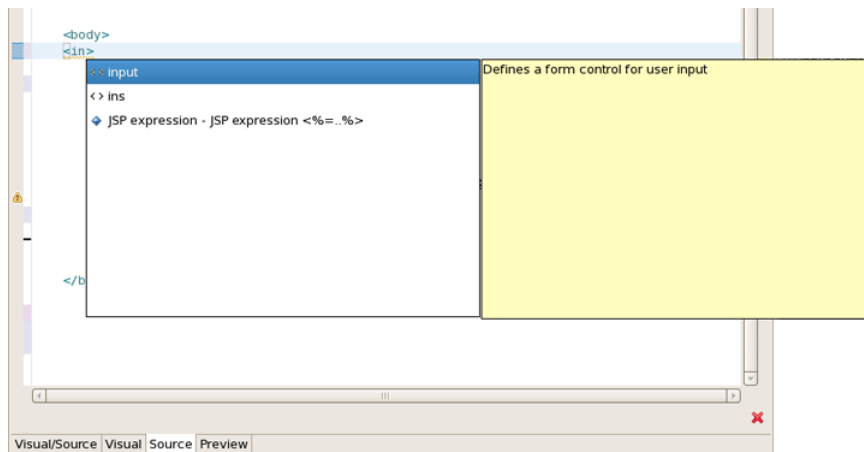 <body>
<in>
<> input
Defines a form control for user input
<> ins
JSP expression - JSP expression <%=..%>
</b
Visual/Source Visual Source Preview